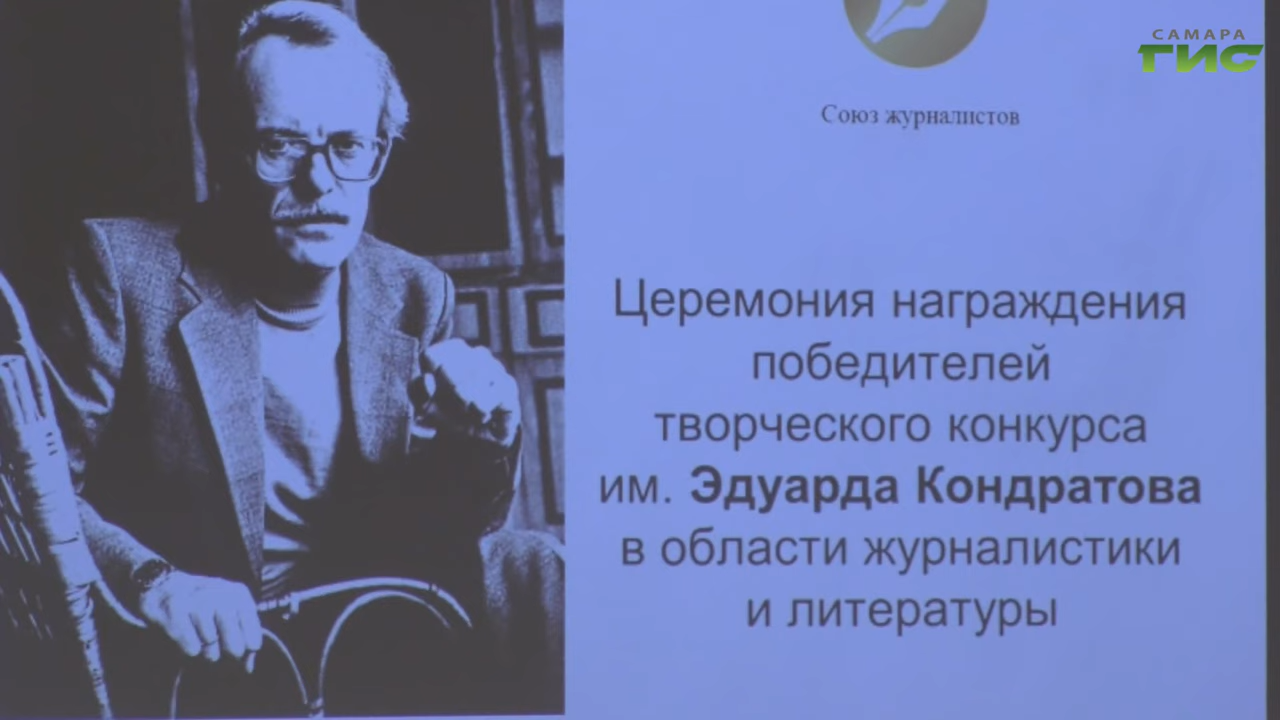 САМАРА
ГИС
Союз журналистов
Церемония награждения
победителей
творческого конкурса
им. Эдуарда Кондратова
в области журналистики
и литературы